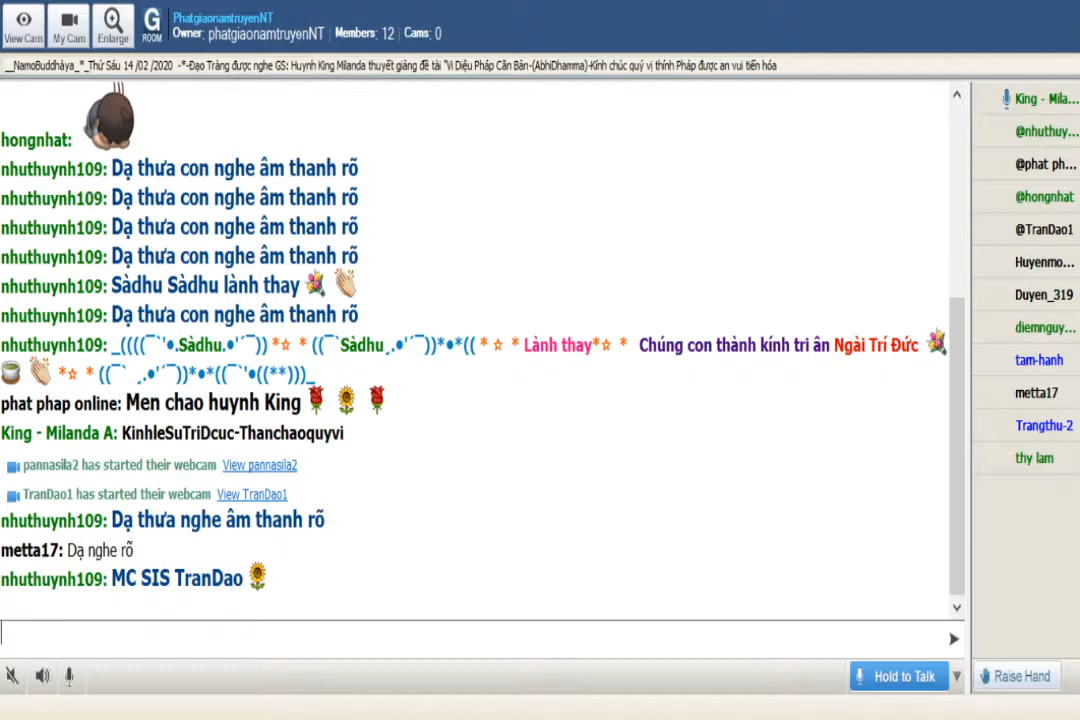 PhatgiaonamtruyenNT
Owner: phatgiaonamtruyenNT | Members: 12 | Cams: 0
View Cam
My Cam
Enlarge
G
ROOM
__NamoBuddhàya_*_Thứ Sáu 14 /02 /2020 -*-Đạo Tràng được nghe GS: Huynh King Milanda thuyết giảng đề tài "Vi Diệu Pháp Căn Bản-(AbhiDhamma)-Kính chúc quý vị thính Pháp được an vui tiến hóa
hongnhat:
nhuthuynh109: Dạ thưa con nghe âm thanh rõ
nhuthuynh109: Dạ thưa con nghe âm thanh rõ
nhuthuynh109: Dạ thưa con nghe âm thanh rõ
nhuthuynh109: Dạ thưa con nghe âm thanh rõ
nhuthuynh109: Sàdhu Sàdhu lành thay 💐 👏
nhuthuynh109: Dạ thưa con nghe âm thanh rõ
nhuthuynh109: _((((¯`'•.Sàdhu.•'´¯)) *☆ * ((¯`Sàdhu¸.•'´¯))*•*(( * ☆ * Lành thay*☆ * Chúng con thành kính tri ân Ngài Trí Đức 💐
🍵 👏 *☆ * ((¯` ¸.•'´¯))*•*((¯`'•((**)))_
phat phap online: Men chao huynh King 🌹 🌻 🌹
King - Milanda A: KinhleSuTriDcuc-Thanchaoquyvi
pannasila2 has started their webcam View pannasila2
TranDao1 has started their webcam View TranDao1
nhuthuynh109: Dạ thưa nghe âm thanh rõ
metta17: Dạ nghe rõ
nhuthuynh109: MC SIS TranDao 🌻
King - Mila...
@nhuthuy...
@phat ph...
@hongnhat
@TranDao1
Huyenmo...
Duyen_319
diemnguy...
tam-hanh
metta17
Trangthu-2
thy lam
Hold to Talk
Raise Hand